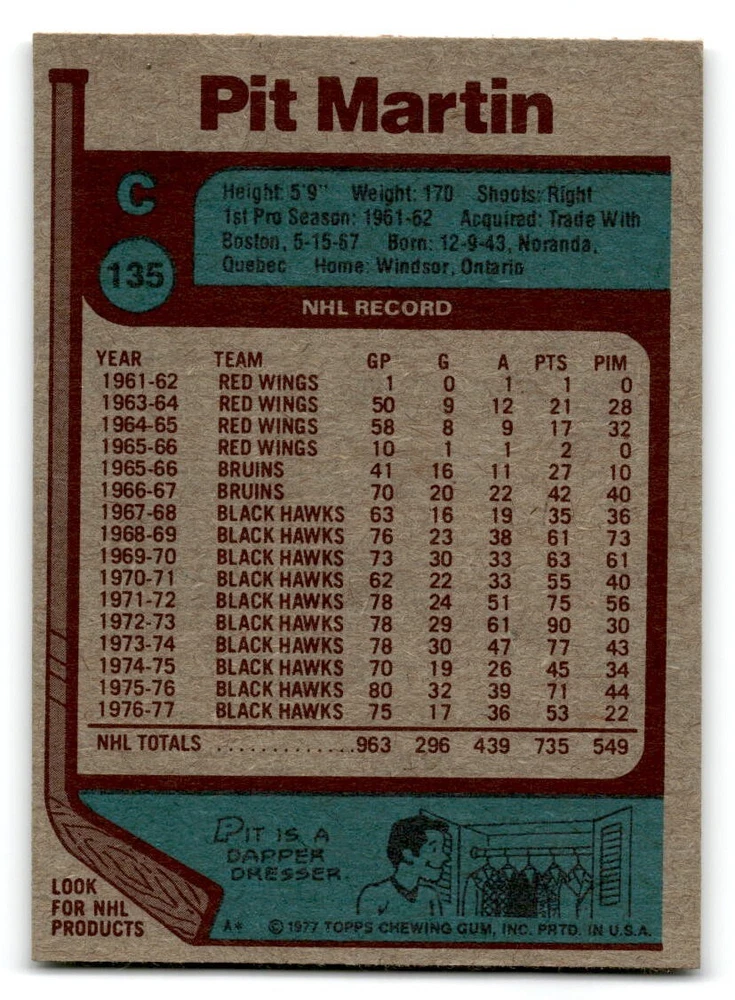 Pit Martin
C
135
Height: 5'9" Weight: 170 Shoots: Right
1st Pro Season: 1961-62 Acquired: Trade With
Boston, 5-15-67 Born: 12-9-43, Noranda,
Quebec Home: Windsor, Ontario
NHL RECORD
YEAR TEAM GP G A PTS PIM
1961-62 RED WINGS 1 0 1 1 0
1963-64 RED WINGS 50 9 12 21 28
1964-65 RED WINGS 58 8 9 17 32
1965-66 RED WINGS 10 1 1 2 0
1965-66 BRUINS 41 16 11 27 10
1966-67 BRUINS 70 20 22 42 40
1967-68 BLACK HAWKS 63 16 19 35 36
1968-69 BLACK HAWKS 76 23 38 61 73
1969-70 BLACK HAWKS 73 30 33 63 61
1970-71 BLACK HAWKS 62 22 33 55 40
1971-72 BLACK HAWKS 78 24 51 75 56
1972-73 BLACK HAWKS 78 29 61 90 30
1973-74 BLACK HAWKS 78 30 47 77 43
1974-75 BLACK HAWKS 70 19 26 45 34
1975-76 BLACK HAWKS 80 32 39 71 44
1976-77 BLACK HAWKS 75 17 36 53 22
NHL TOTALS ............963 296 439 735 549
PIT IS A
DAPPER
DRESSER.
LOOK
FOR NHL
PRODUCTS
A* © 1977 TOPPS CHEWING GUM, INC. PRTD. IN U.S.A.